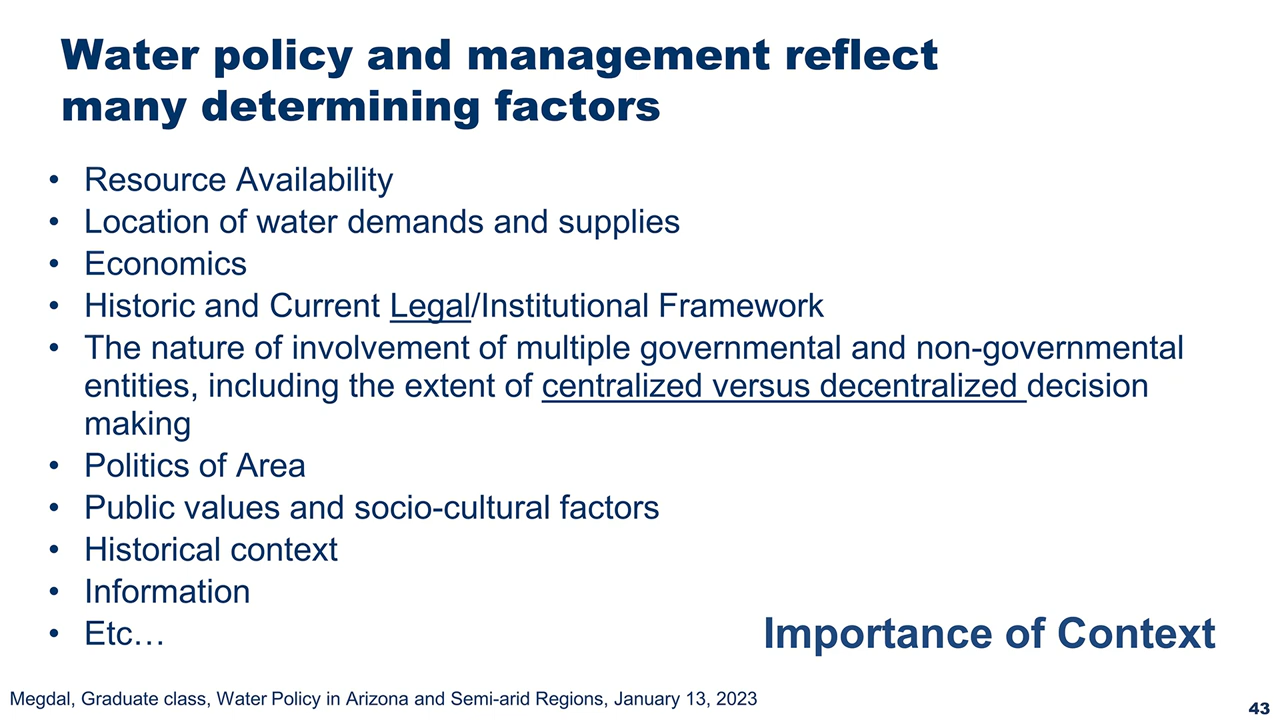 Water policy and management reflect
many determining factors
• Resource Availability
• Location of water demands and supplies
• Economics
• Historic and Current Legal/Institutional Framework
• The nature of involvement of multiple governmental and non-governmental
entities, including the extent of centralized versus decentralized decision
making
• Politics of Area
• Public values and socio-cultural factors
• Historical context
• Information
• Etc…
Importance of Context
Megdal, Graduate class, Water Policy in Arizona and Semi-arid Regions, January 13, 2023
43